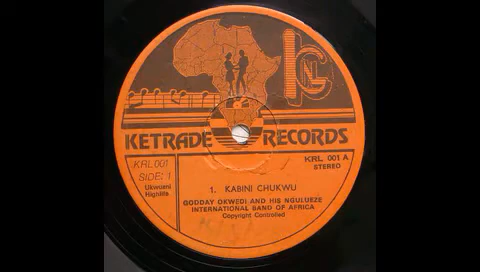 KNGL
KETRADE RECORDS
KRL 001
SIDE: 1
Ukwuani
Highlife
KRL 001 A
STEREO
1. KABINI CHUKWU
GODDAY OKWEDI AND HIS NGULUEZE
INTERNATIONAL BAND OF AFRICA
Copyright Controlled